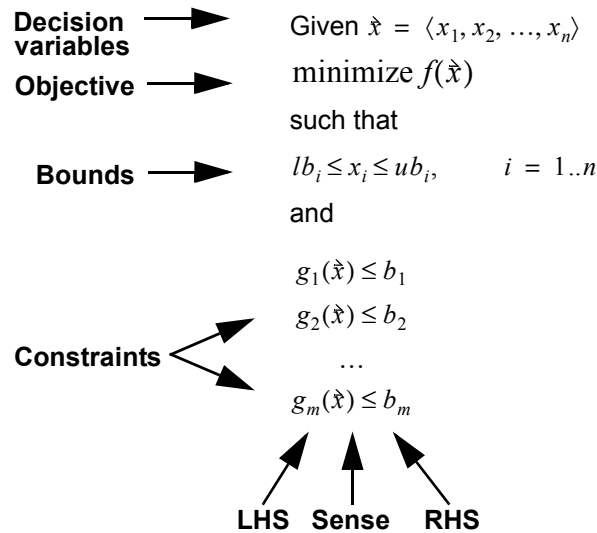 Decision variables
Given x⃗ = ⟨x₁, x₂, …, xₙ⟩
Objective
minimize f(x⃗)
such that
Bounds
lbᵢ ≤ xᵢ ≤ ubᵢ, i = 1..n
and
g₁(x⃗) ≤ b₁
g₂(x⃗) ≤ b₂
Constraints
…
gₘ(x⃗) ≤ bₘ
LHS Sense RHS